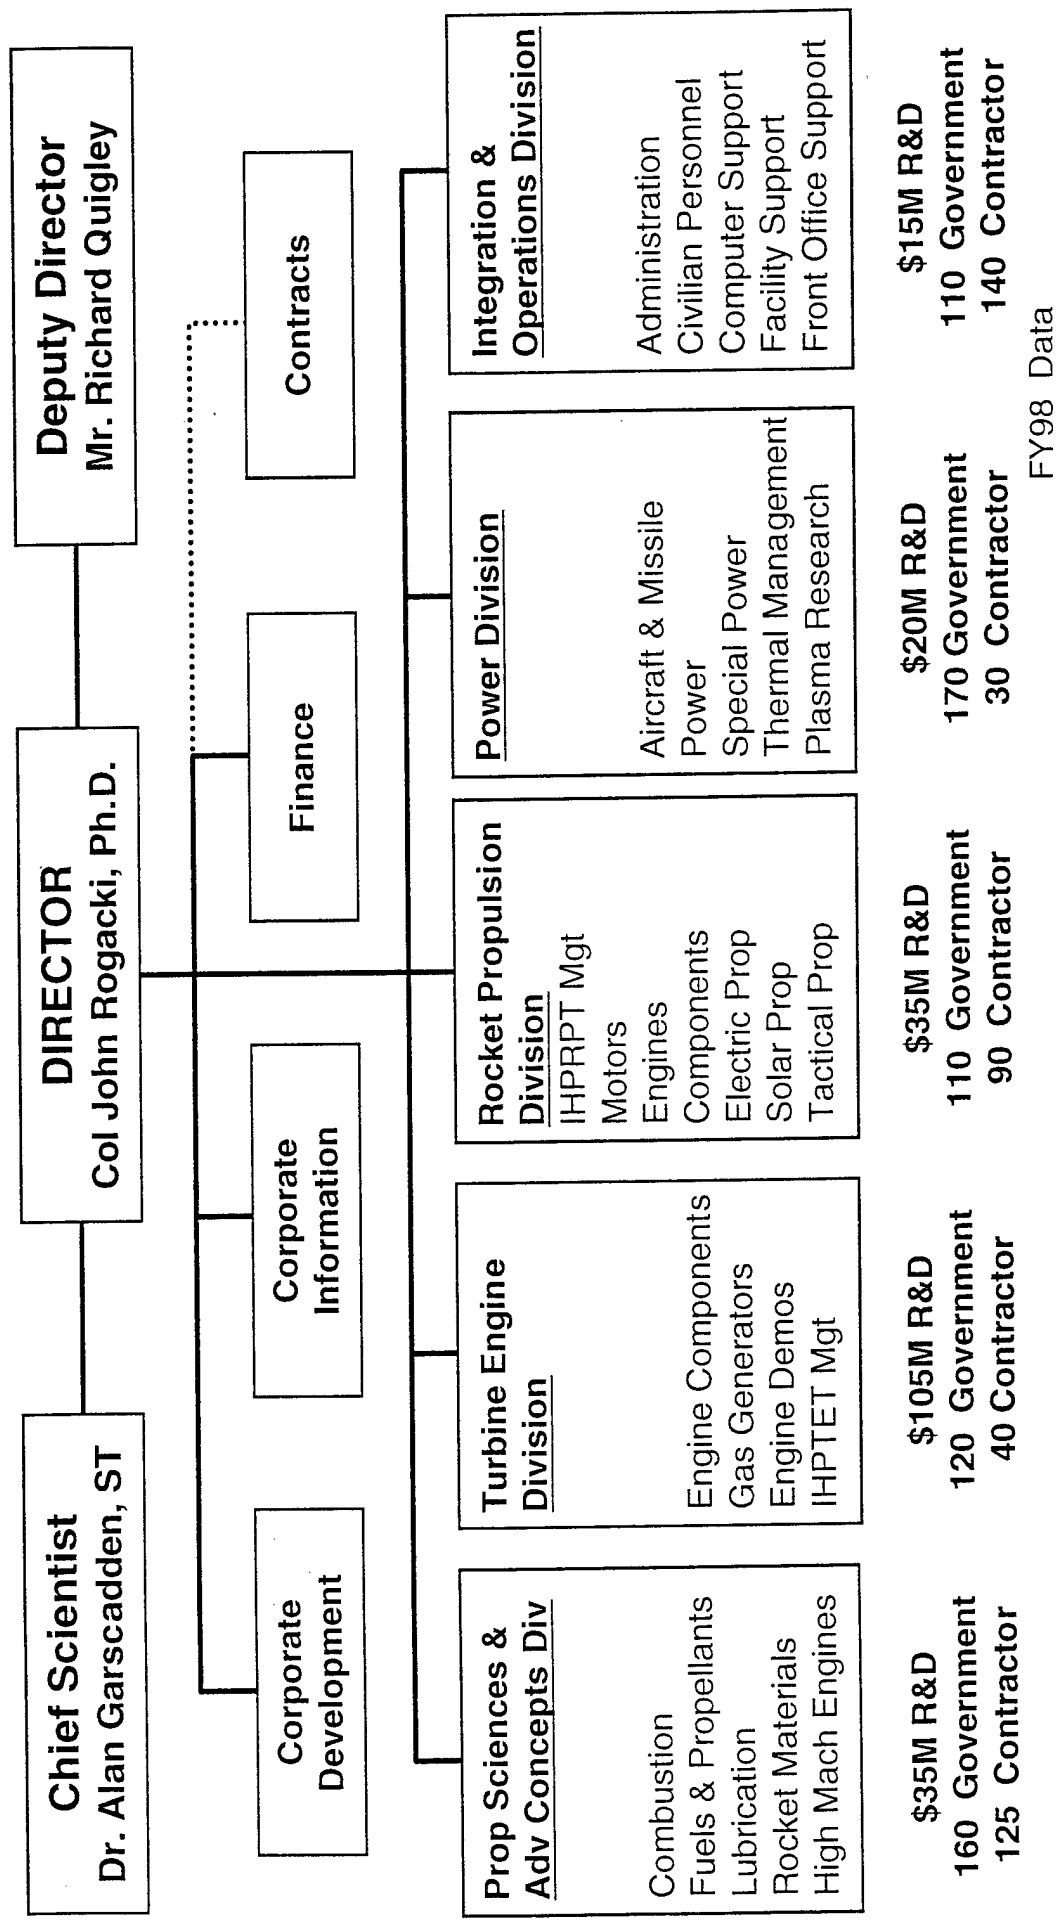 Chief Scientist
Dr. Alan Garscadden, ST
DIRECTOR
Col John Rogacki, Ph.D.
Deputy Director
Mr. Richard Quigley
Corporate
Development
Corporate
Information
Finance
Contracts
Prop Sciences &
Adv Concepts Div
Combustion
Fuels & Propellants
Lubrication
Rocket Materials
High Mach Engines
$35M R&D
160 Government
125 Contractor
Turbine Engine
Division
Engine Components
Gas Generators
Engine Demos
IHPTET Mgt
$105M R&D
120 Government
40 Contractor
Rocket Propulsion
Division
IHPRPT Mgt
Motors
Engines
Components
Electric Prop
Solar Prop
Tactical Prop
$35M R&D
110 Government
90 Contractor
Power Division
Aircraft & Missile
Power
Special Power
Thermal Management
Plasma Research
$20M R&D
170 Government
30 Contractor
Integration &
Operations Division
Administration
Civilian Personnel
Computer Support
Facility Support
Front Office Support
$15M R&D
110 Government
140 Contractor
FY98 Data